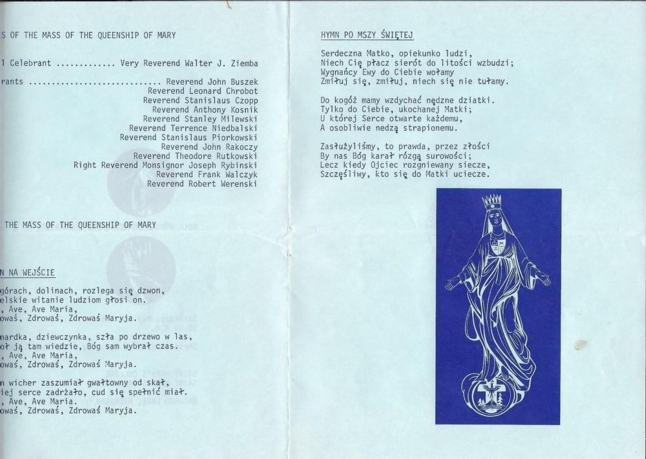 S OF THE MASS OF THE QUEENSHIP OF MARY
l Celebrant ............. Very Reverend Walter J. Ziemba
rants ............................ Reverend John Buszek
Reverend Leonard Chrobot
Reverend Stanislaus Czopp
Reverend Anthony Kosnik
Reverend Stanley Milewski
Reverend Terrence Niedbalski
Reverend Stanislaus Piorkowski
Reverend John Rakoczy
Reverend Theodore Rutkowski
Right Reverend Monsignor Joseph Rybinski
Reverend Frank Walczyk
Reverend Robert Werenski
THE MASS OF THE QUEENSHIP OF MARY
N NA WEJŚCIE
górach, dolinach, rozlega się dzwon,
elskie witanie ludziom głosi on.
, Ave, Ave Maria,
owaś, Zdrowaś, Zdrowaś Maryja.
nardka, dziewczynka, szła po drzewo w las,
oł ją tam wiedzie, Bóg sam wybrał czas.
, Ave, Ave Maria,
owaś, Zdrowaś, Zdrowaś Maryja.
n wicher zaszumiał gwałtowny od skał,
iej serce zadrżało, cud się spełnić miał.
, Ave, Ave Maria.
owaś, Zdrowaś, Zdrowaś Maryja.
HYMN PO MSZY ŚWIĘTEJ
Serdeczna Matko, opiekunko ludzi,
Niech Cię płacz sierót do litości wzbudzi;
Wygnańcy Ewy do Ciebie wołamy
Zmiłuj się, zmiłuj, niech się nie tułamy.
Do kogóż mamy wzdychać nędzne dziatki.
Tylko do Ciebie, ukochanej Matki;
U której Serce otwarte każdemu,
A osobliwie nedzą strapionemu.
Zasłużyliśmy, to prawda, przez złości
By nas Bóg karał rózgą surowości;
Lecz kiedy Ojciec rozgniewany siecze,
Szczęśliwy, kto się do Matki uciecze.